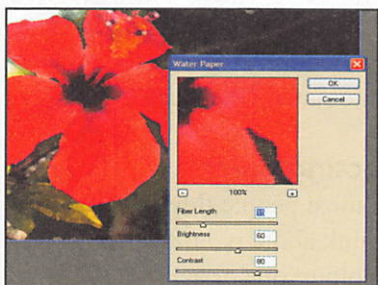 Water Paper
OK
Cancel
100%
Fiber Length
Brightness
60
Contrast
80